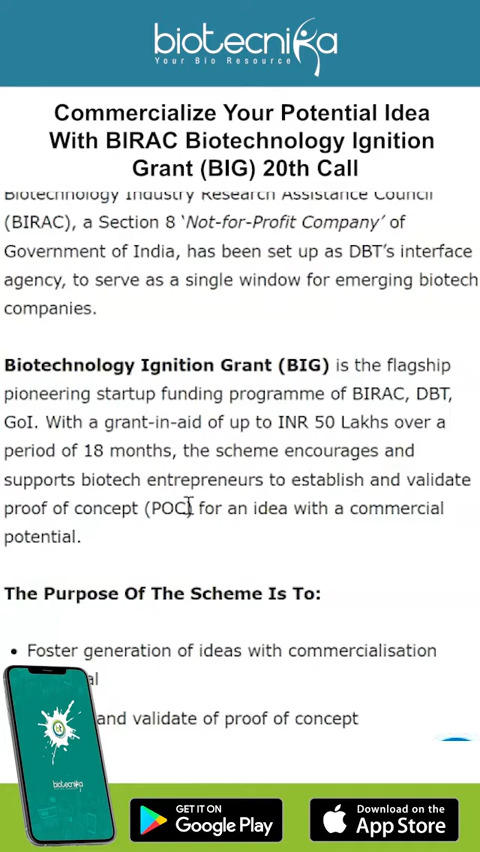 biotecnika
Your Bio Resource
Commercialize Your Potential Idea
With BIRAC Biotechnology Ignition
Grant (BIG) 20th Call
Biotechnology Industry Research Assistance Council
(BIRAC), a Section 8 ‘Not-for-Profit Company’ of
Government of India, has been set up as DBT’s interface
agency, to serve as a single window for emerging biotech
companies.
Biotechnology Ignition Grant (BIG) is the flagship
pioneering startup funding programme of BIRAC, DBT,
GoI. With a grant-in-aid of up to INR 50 Lakhs over a
period of 18 months, the scheme encourages and
supports biotech entrepreneurs to establish and validate
proof of concept (POC) for an idea with a commercial
potential.
The Purpose Of The Scheme Is To:
• Foster generation of ideas with commercialisation
and validate of proof of concept
biotecnika
GET IT ON
Google Play
Download on the
App Store